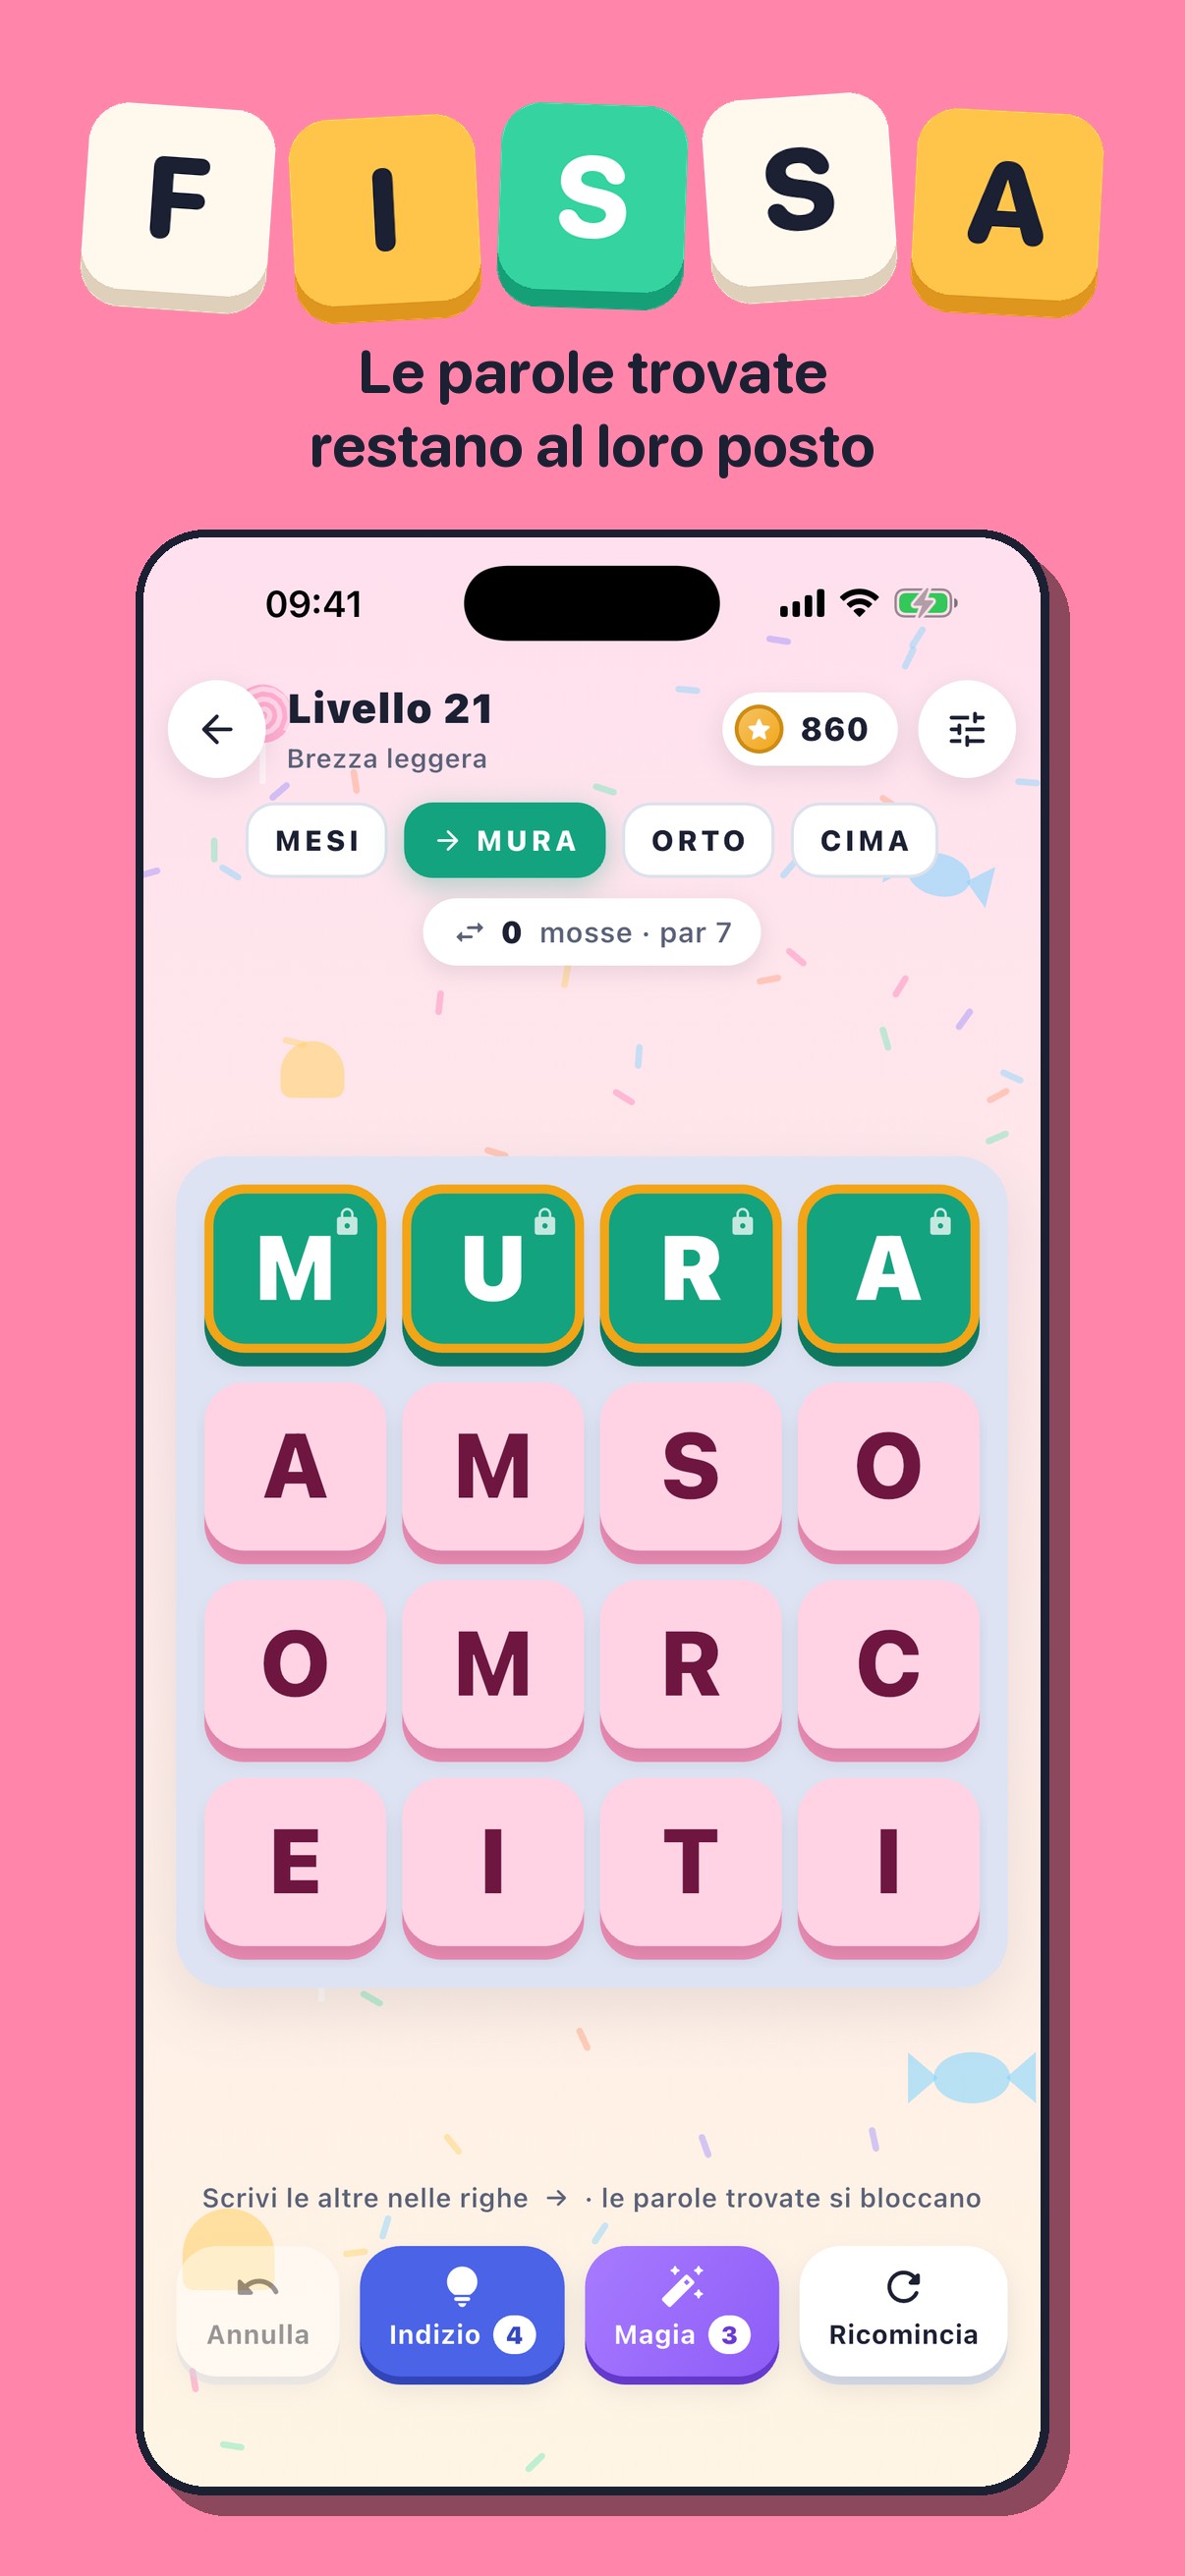 FISSA
Le parole trovate
restano al loro posto
09:41
Livello 21
Brezza leggera
860
MESI → MURA ORTO CIMA
0 mosse · par 7
M U R A
A M S O
O M R C
E I T I
Scrivi le altre nelle righe → · le parole trovate si bloccano
Annulla Indizio 4 Magia 3 Ricomincia